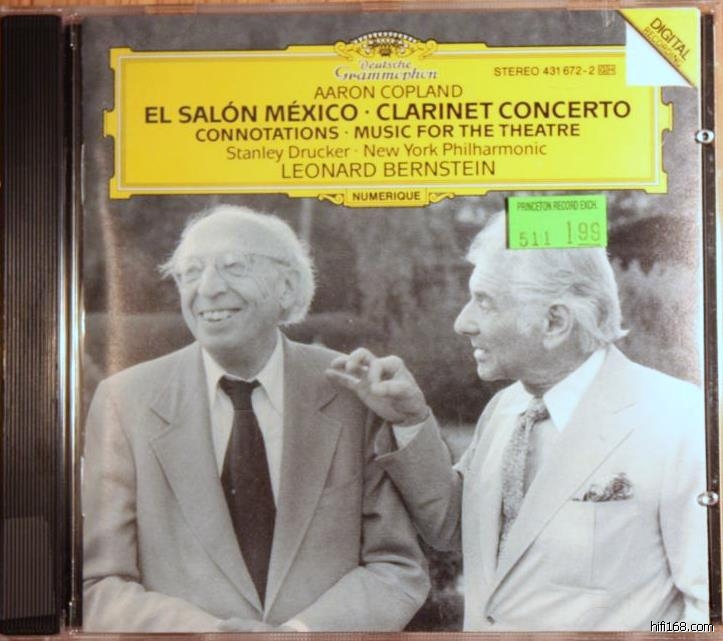 Deutsche
Grammophon
STEREO 431 672-2
DIGITAL
RECORDING
AARON COPLAND
EL SALÓN MÉXICO · CLARINET CONCERTO
CONNOTATIONS · MUSIC FOR THE THEATRE
Stanley Drucker · New York Philharmonic
LEONARD BERNSTEIN
NUMERIQUE
PRINCETON RECORD EXCH.
511 1.99
hifi168.com